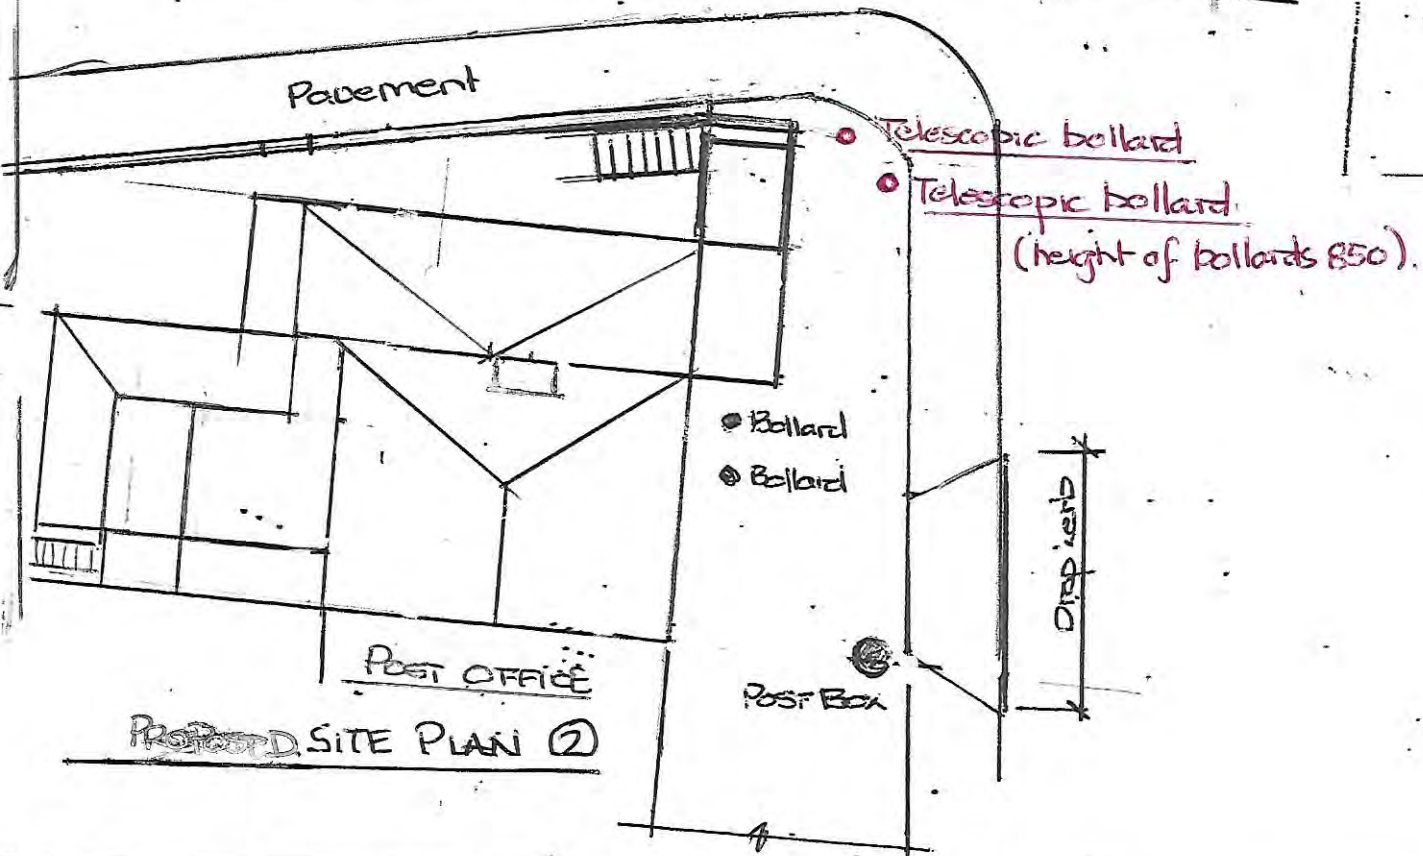 Pavement
Telescopic bollard
Telescopic bollard.
(height of bollards 850).
Bollard
Bollard
Drop kerb
POST OFFICE
POST BOX
PROPOSED SITE PLAN ②